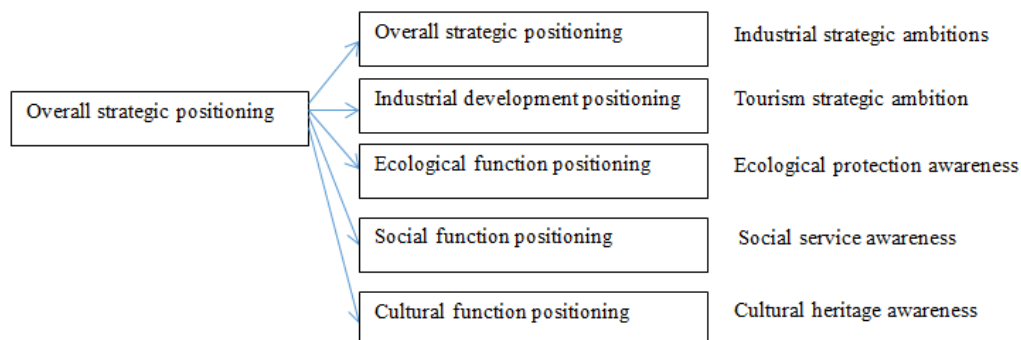 Overall strategic positioning
Overall strategic positioning
Industrial strategic ambitions
Industrial development positioning
Tourism strategic ambition
Ecological function positioning
Ecological protection awareness
Social function positioning
Social service awareness
Cultural function positioning
Cultural heritage awareness